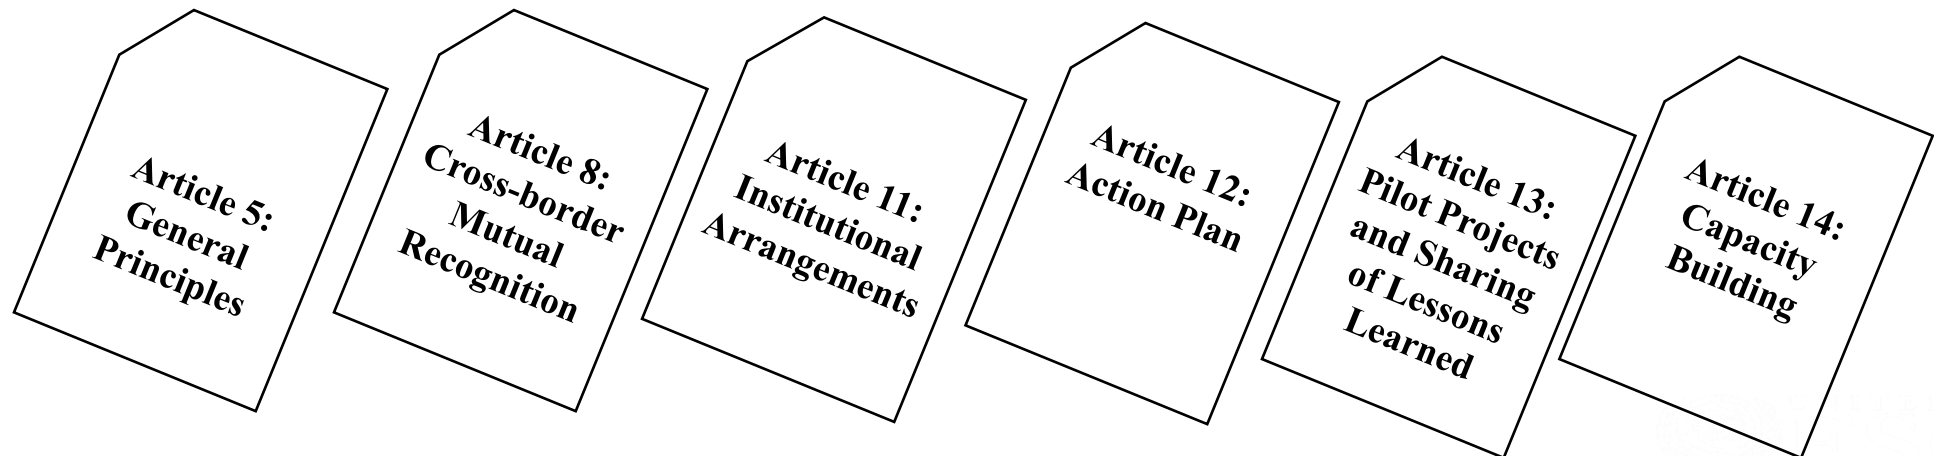 Article 5:
General
Principles
Article 8:
Cross-border
Mutual
Recognition
Article 11:
Institutional
Arrangements
Article 12:
Action Plan
Article 13:
Pilot Projects
and Sharing
of Lessons
Learned
Article 14:
Capacity
Building